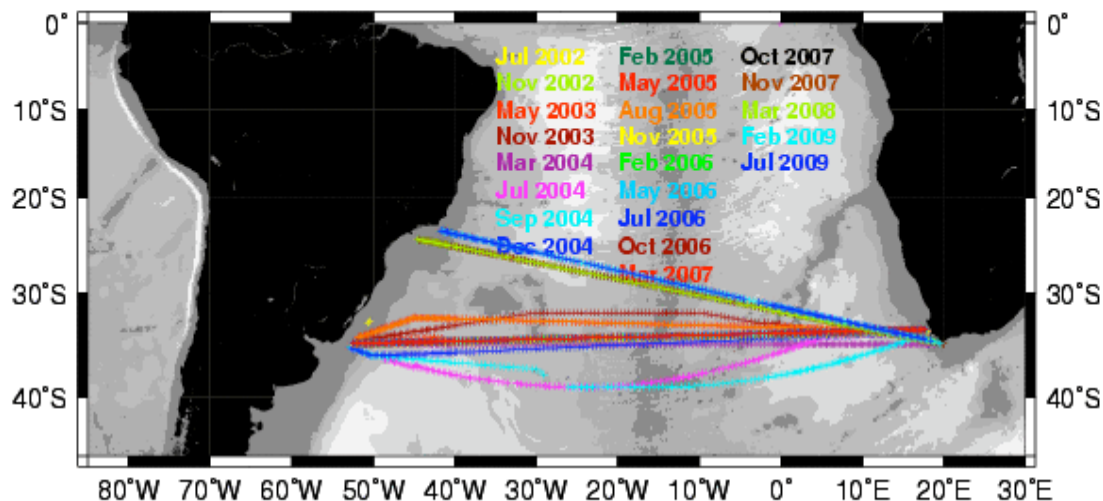 0° 0°
Jul 2002 Feb 2005 Oct 2007
Nov 2002 May 2005 Nov 2007
10°S May 2003 Aug 2005 Mar 2008 10°S
Nov 2003 Nov 2005 Feb 2009
Mar 2004 Feb 2006 Jul 2009
20°S Jul 2004 May 2006 20°S
Sep 2004 Jul 2006
Dec 2004 Oct 2006
Mar 2007
30°S 30°S
40°S 40°S
80°W 70°W 60°W 50°W 40°W 30°W 20°W 10°W 0° 10°E 20°E 30°E